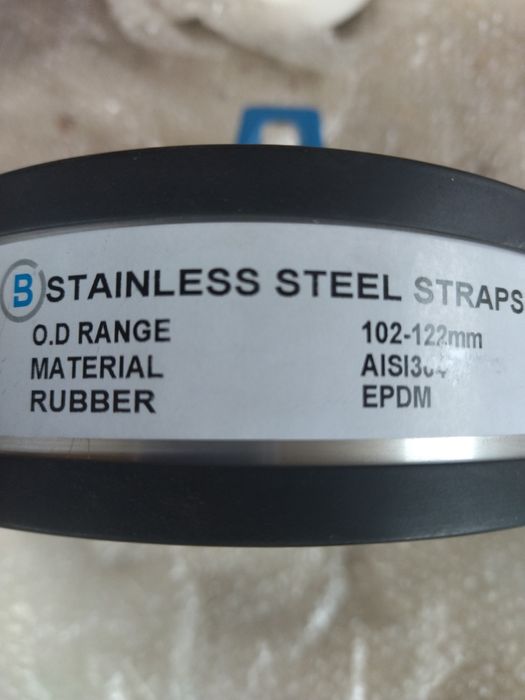 B STAINLESS STEEL STRAPS
O.D RANGE 102-122mm
MATERIAL AISI304
RUBBER EPDM